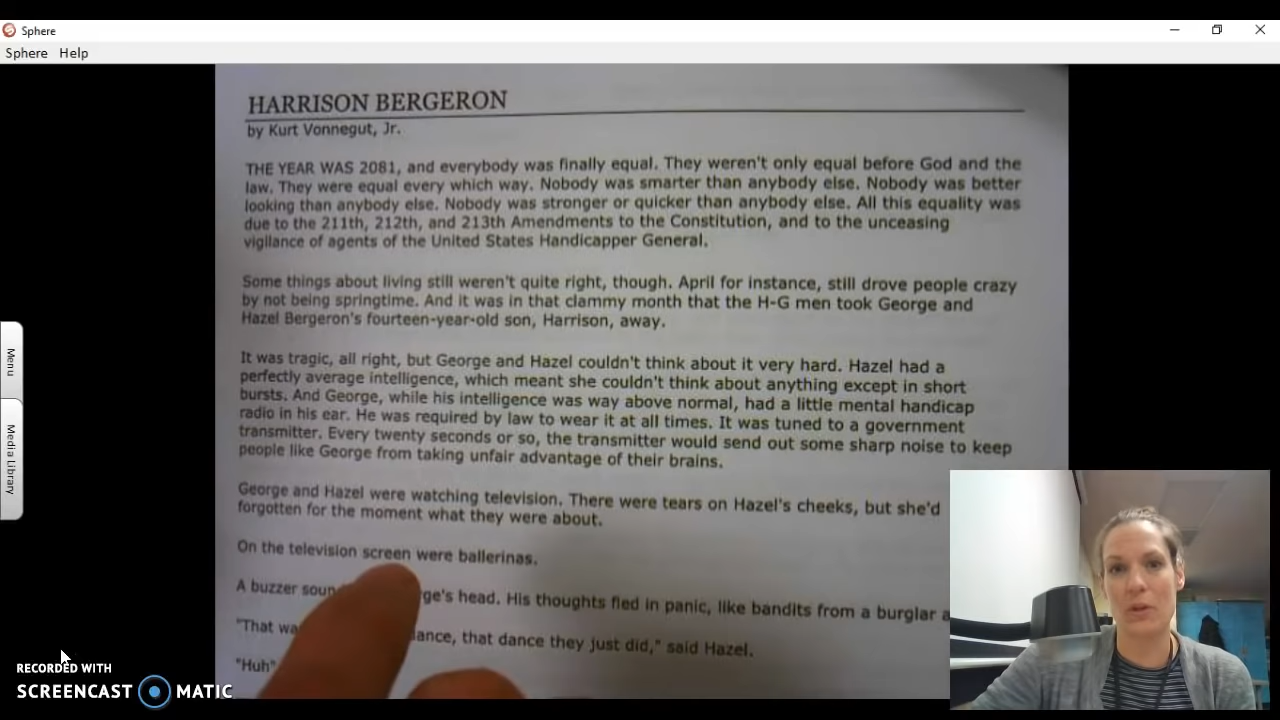 Sphere
Sphere Help
HARRISON BERGERON
by Kurt Vonnegut, Jr.
THE YEAR WAS 2081, and everybody was finally equal. They weren't only equal before God and the
law. They were equal every which way. Nobody was smarter than anybody else. Nobody was better
looking than anybody else. Nobody was stronger or quicker than anybody else. All this equality was
due to the 211th, 212th, and 213th Amendments to the Constitution, and to the unceasing
vigilance of agents of the United States Handicapper General.
Some things about living still weren't quite right, though. April for instance, still drove people crazy
by not being springtime. And it was in that clammy month that the H-G men took George and
Hazel Bergeron's fourteen-year-old son, Harrison, away.
It was tragic, all right, but George and Hazel couldn't think about it very hard. Hazel had a
perfectly average intelligence, which meant she couldn't think about anything except in short
bursts. And George, while his intelligence was way above normal, had a little mental handicap
radio in his ear. He was required by law to wear it at all times. It was tuned to a government
transmitter. Every twenty seconds or so, the transmitter would send out some sharp noise to keep
people like George from taking unfair advantage of their brains.
George and Hazel were watching television. There were tears on Hazel's cheeks, but she'd
forgotten for the moment what they were about.
On the television screen were ballerinas.
A buzzer head. His thoughts fled in panic, like bandits from a burglar
"That dance they just did," said Hazel.
"Huh"
Menu
Media Library
RECORDED WITH
SCREENCAST MATIC